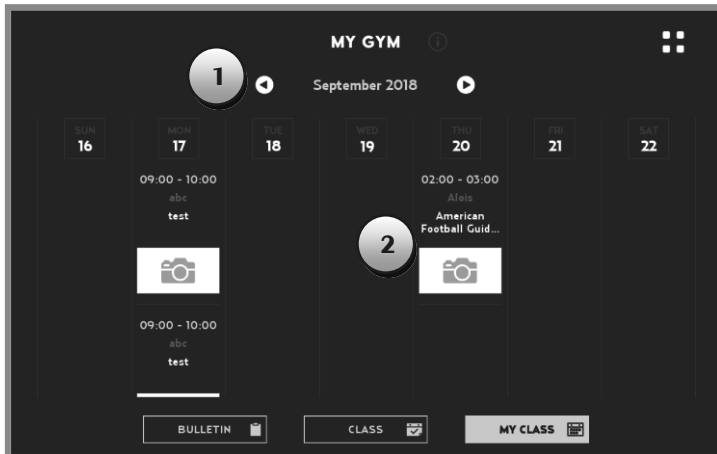 MY GYM
1
September 2018
SUN MON TUE WED THU FRI SAT
16 17 18 19 20 21 22
09:00 - 10:00
abc
test
02:00 - 03:00
Alois
American
Football Guid...
2
09:00 - 10:00
abc
test
BULLETIN CLASS MY CLASS